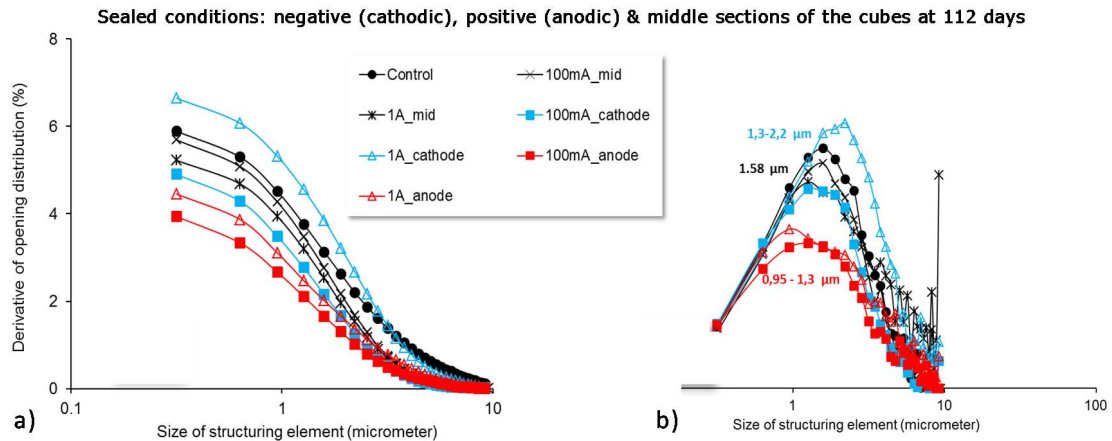 Sealed conditions: negative (cathodic), positive (anodic) & middle sections of the cubes at 112 days
Derivative of opening distribution (%)
8
6
4
2
0
0.1
1
10
Size of structuring element (micrometer)
a)
Control
100mA_mid
1A_mid
100mA_cathode
1A_cathode
100mA_anode
1A_anode
1,3-2,2 µm
1.58 µm
0,95 - 1,3 µm
1
10
100
Size of structuring element (micrometer)
b)